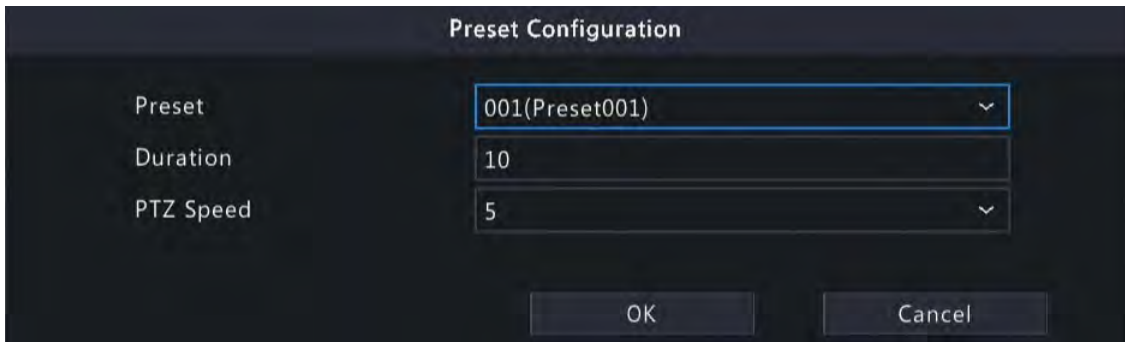 Preset Configuration
Preset 001(Preset001)
Duration 10
PTZ Speed 5
OK Cancel